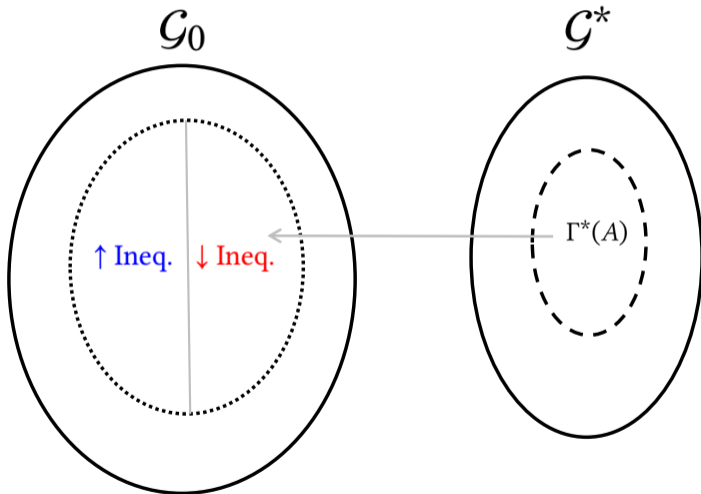 𝒢₀
𝒢*
↑ Ineq.
↓ Ineq.
Γ*(A)